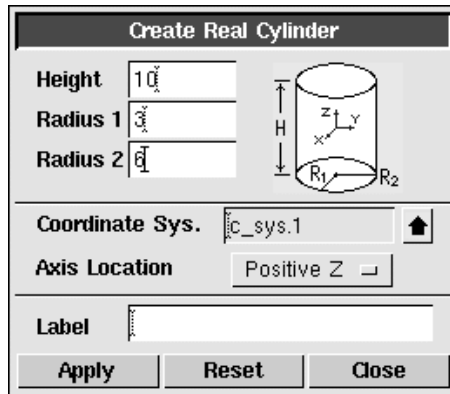 Create Real Cylinder
Height 10
Radius 1 3
Radius 2 6
H
Z
Y
X
R1
R2
Coordinate Sys. c_sys.1
Axis Location Positive Z
Label
Apply Reset Close